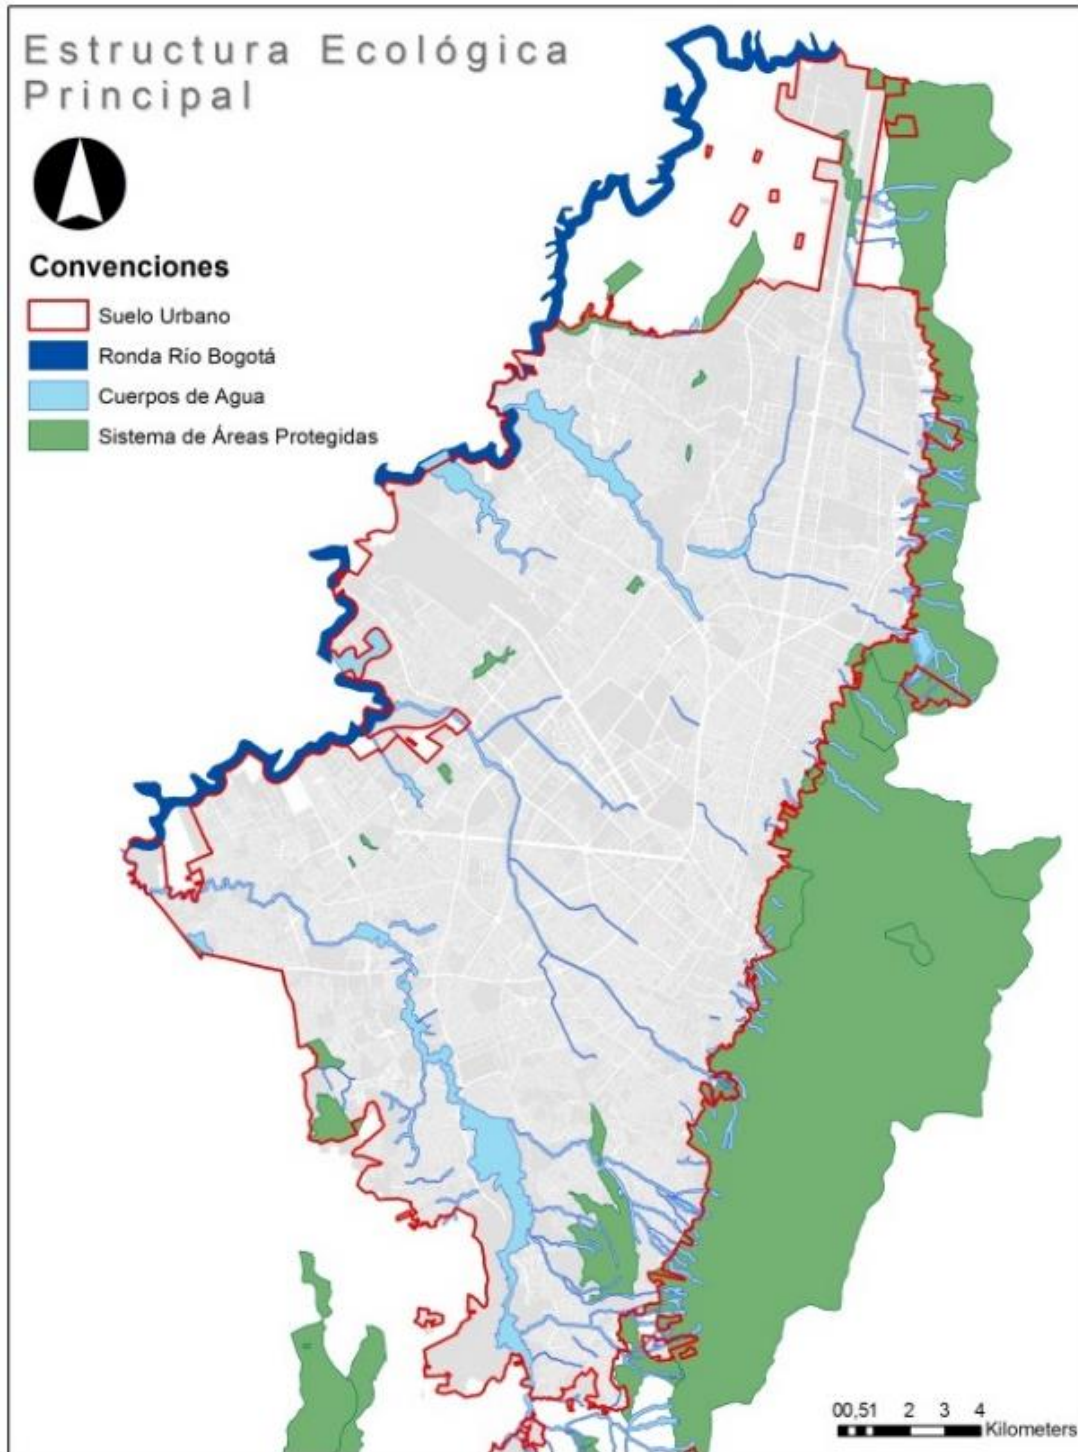 Estructura Ecológica
Principal
Convenciones
Suelo Urbano
Ronda Río Bogotá
Cuerpos de Agua
Sistema de Áreas Protegidas
00,51 2 3 4
Kilometers